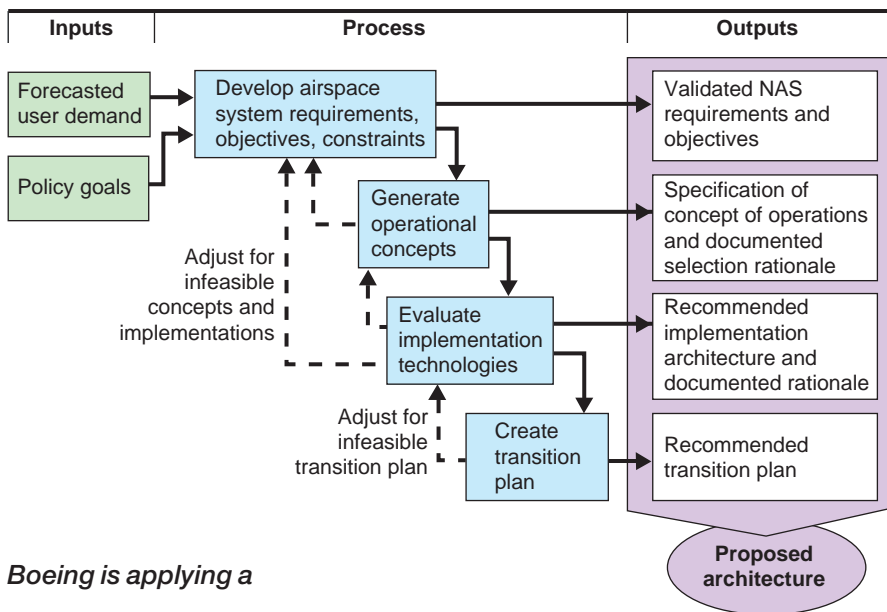 Inputs
Process
Outputs
Forecasted
user demand
Policy goals
Develop airspace
system requirements,
objectives, constraints
Validated NAS
requirements and
objectives
Generate
operational
concepts
Specification of
concept of operations
and documented
selection rationale
Adjust for
infeasible
concepts and
implementations
Evaluate
implementation
technologies
Recommended
implementation
architecture and
documented rationale
Adjust for
infeasible
transition plan
Create
transition
plan
Recommended
transition plan
Proposed
architecture
Boeing is applying a